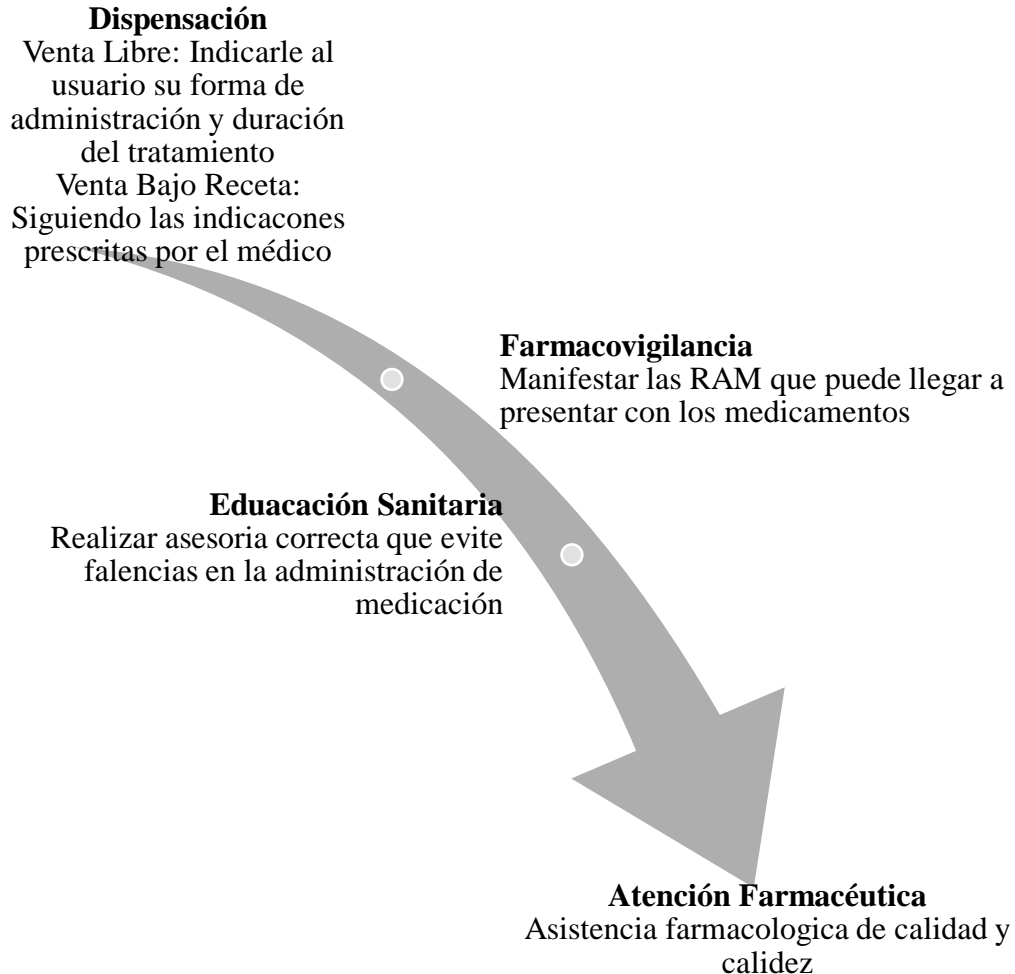 Dispensación
Venta Libre: Indicarle al
usuario su forma de
administración y duración
del tratamiento
Venta Bajo Receta:
Siguiendo las indicacones
prescritas por el médico
Farmacovigilancia
Manifestar las RAM que puede llegar a
presentar con los medicamentos
Eduacación Sanitaria
Realizar asesoria correcta que evite
falencias en la administración de
medicación
Atención Farmacéutica
Asistencia farmacologica de calidad y
calidez